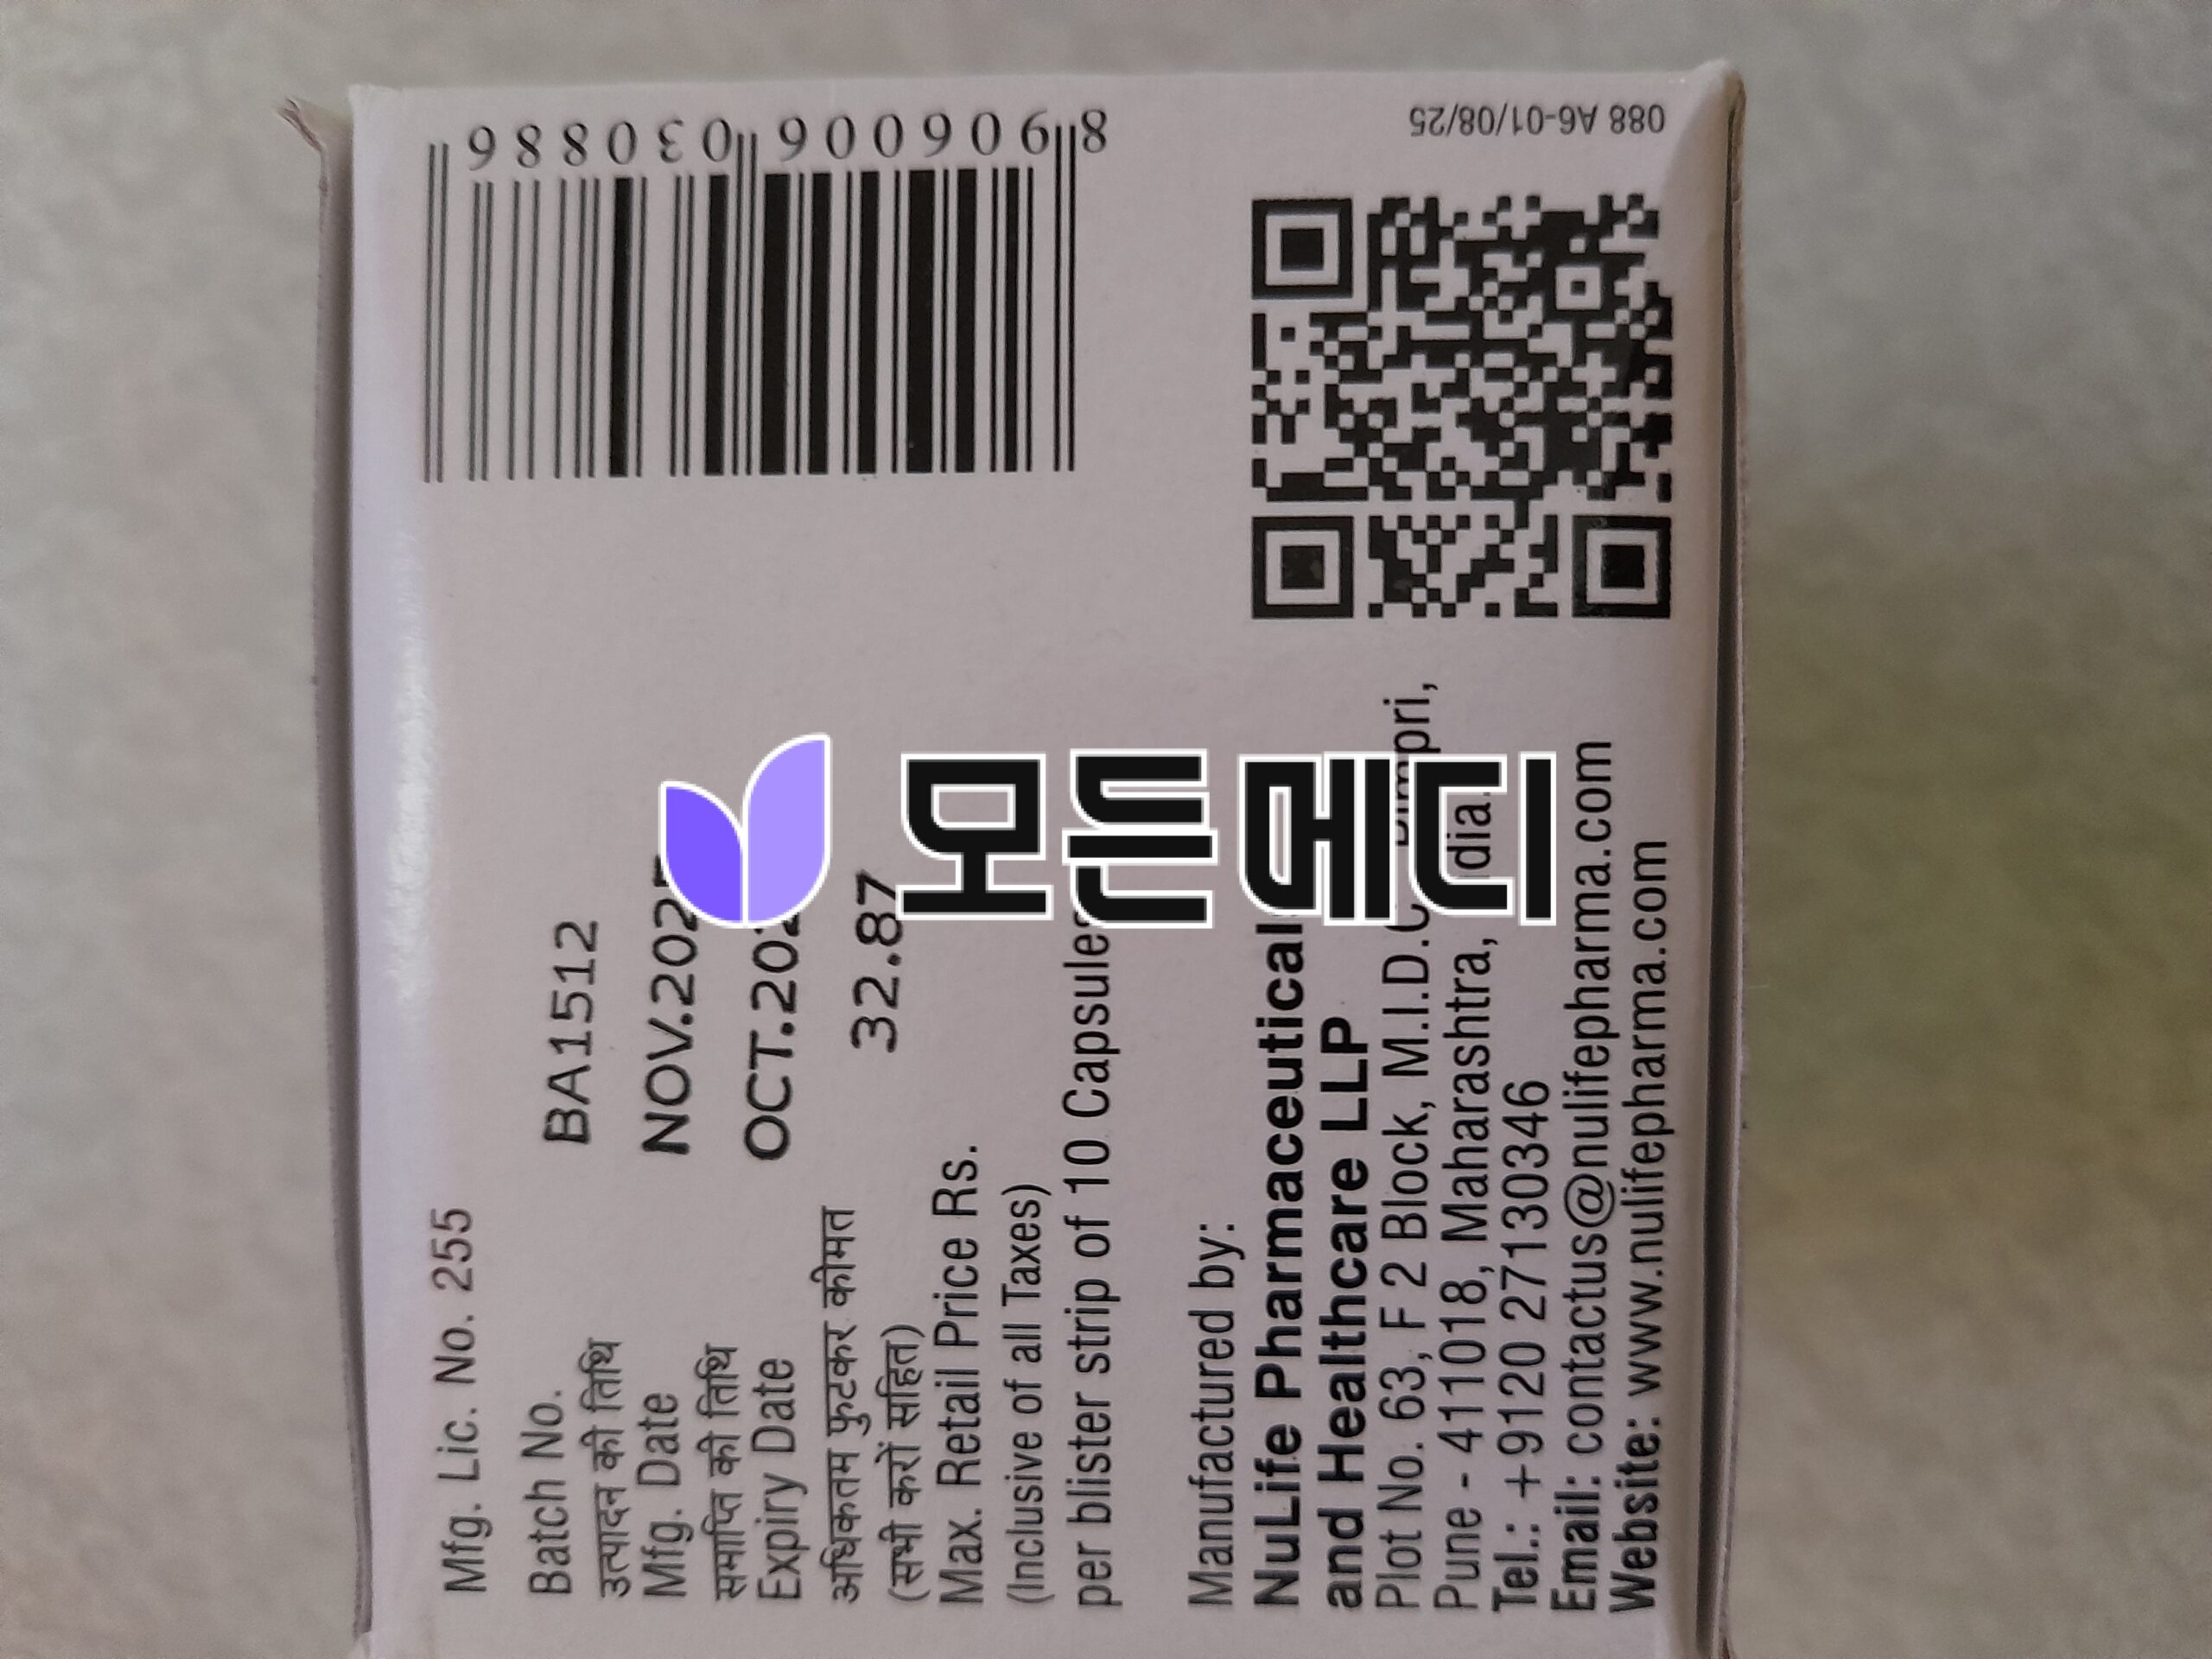 Mfg. Lic. No. 255
Batch No. BA1512
उत्पादन की तिथि
Mfg. Date NOV.202
समाप्ति की तिथि
Expiry Date OCT.202
अधिकतम फुटकर कीमत
(सभी करों सहित) 32.87
Max. Retail Price Rs.
(Inclusive of all Taxes)
per blister strip of 10 Capsules
Manufactured by:
NuLife Pharmaceutical
and Healthcare LLP
Plot No. 63, F 2 Block, M.I.D.C
Pune - 411018, Maharashtra,
Tel.: +9120 27130346
Email: contactus@nulifepharma.com
Website: www.nulifepharma.com
8 906006 030886
088 A6-01/08/25
모든메디